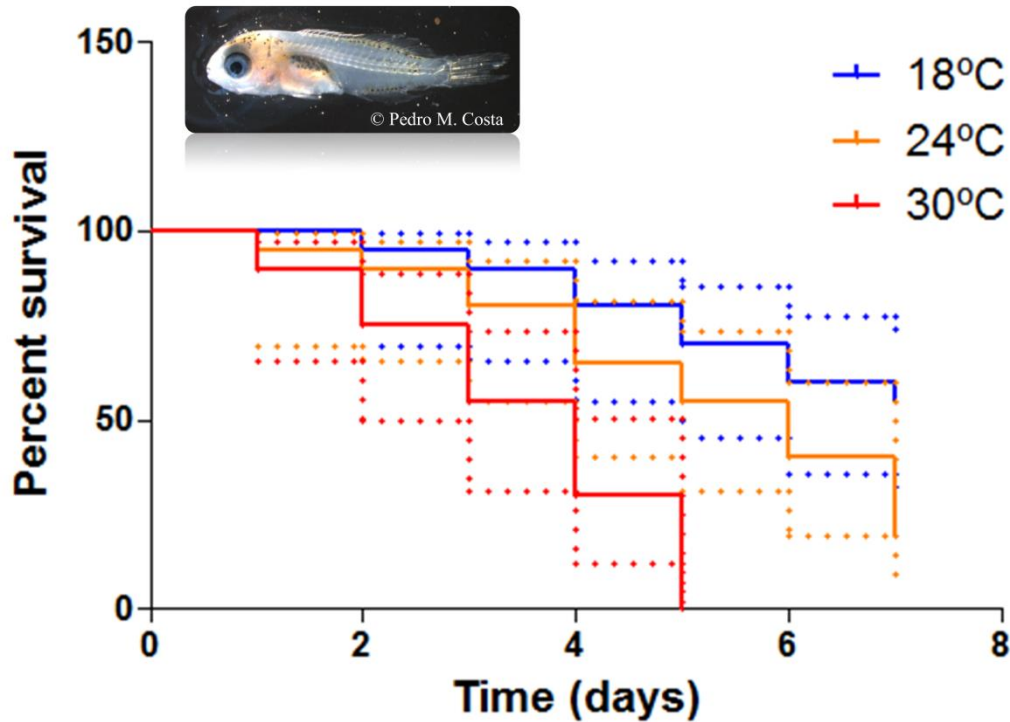 150
© Pedro M. Costa
18ºC
24ºC
30ºC
100
50
0
Percent survival
0
2
4
6
8
Time (days)